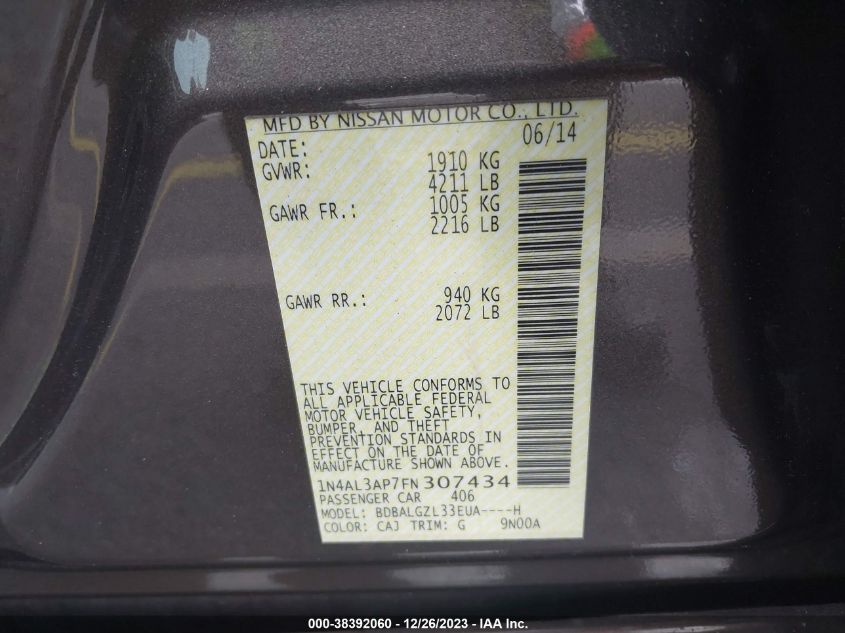 MFD BY NISSAN MOTOR CO., LTD.
DATE: 06/14
GVWR: 1910 KG
4211 LB
GAWR FR.: 1005 KG
2216 LB
GAWR RR.: 940 KG
2072 LB
THIS VEHICLE CONFORMS TO
ALL APPLICABLE FEDERAL
MOTOR VEHICLE SAFETY,
BUMPER, AND THEFT
PREVENTION STANDARDS IN
EFFECT ON THE DATE OF
MANUFACTURE SHOWN ABOVE.
1N4AL3AP7FN307434
PASSENGER CAR 406
MODEL: BDBALGZL33EUA----H
COLOR: CAJ TRIM: G 9N00A
000-38392060 - 12/26/2023 - IAA Inc.